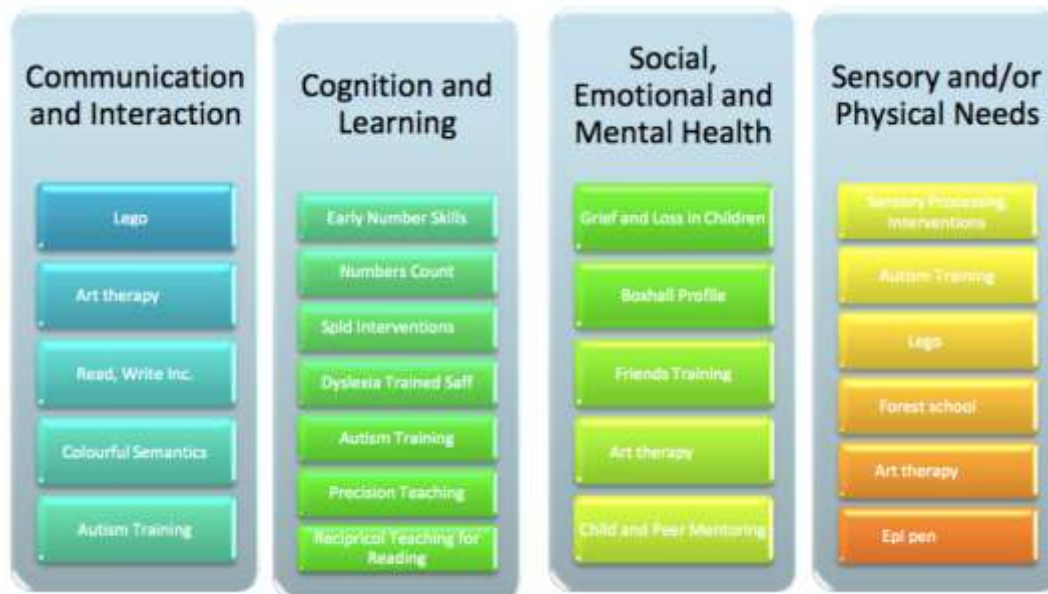 Communication
and Interaction
Lego
Art therapy
Read, Write Inc.
Colourful Semantics
Autism Training
Cognition and
Learning
Early Number Skills
Numbers Count
Spld Interventions
Dyslexia Trained Saff
Autism Training
Precision Teaching
Recipricol Teaching for
Reading
Social,
Emotional and
Mental Health
Grief and Loss in Children
Boxhall Profile
Friends Training
Art therapy
Child and Peer Mentoring
Sensory and/or
Physical Needs
Sensory Processing
Interventions
Autism Training
Lego
Forest school
Art therapy
Epi pen